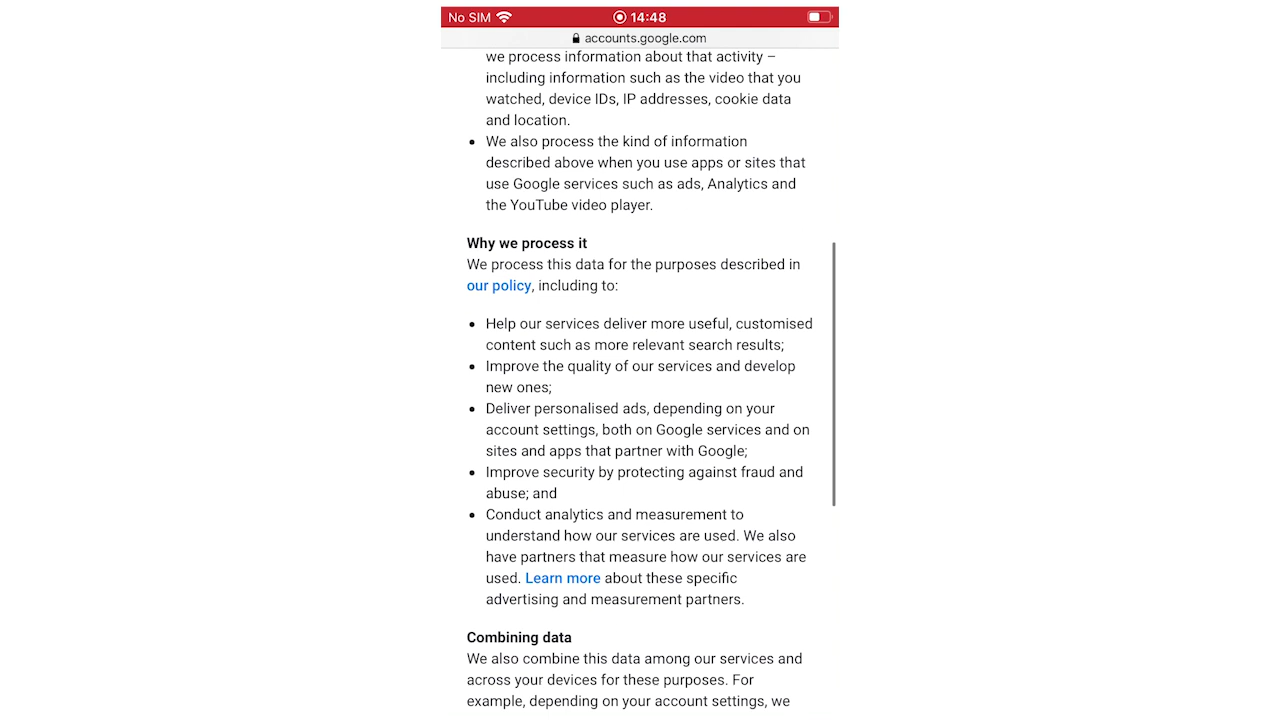 No SIM 14:48
accounts.google.com
we process information about that activity –
including information such as the video that you
watched, device IDs, IP addresses, cookie data
and location.
• We also process the kind of information
described above when you use apps or sites that
use Google services such as ads, Analytics and
the YouTube video player.
Why we process it
We process this data for the purposes described in
our policy, including to:
• Help our services deliver more useful, customised
content such as more relevant search results;
• Improve the quality of our services and develop
new ones;
• Deliver personalised ads, depending on your
account settings, both on Google services and on
sites and apps that partner with Google;
• Improve security by protecting against fraud and
abuse; and
• Conduct analytics and measurement to
understand how our services are used. We also
have partners that measure how our services are
used. Learn more about these specific
advertising and measurement partners.
Combining data
We also combine this data among our services and
across your devices for these purposes. For
example, depending on your account settings, we